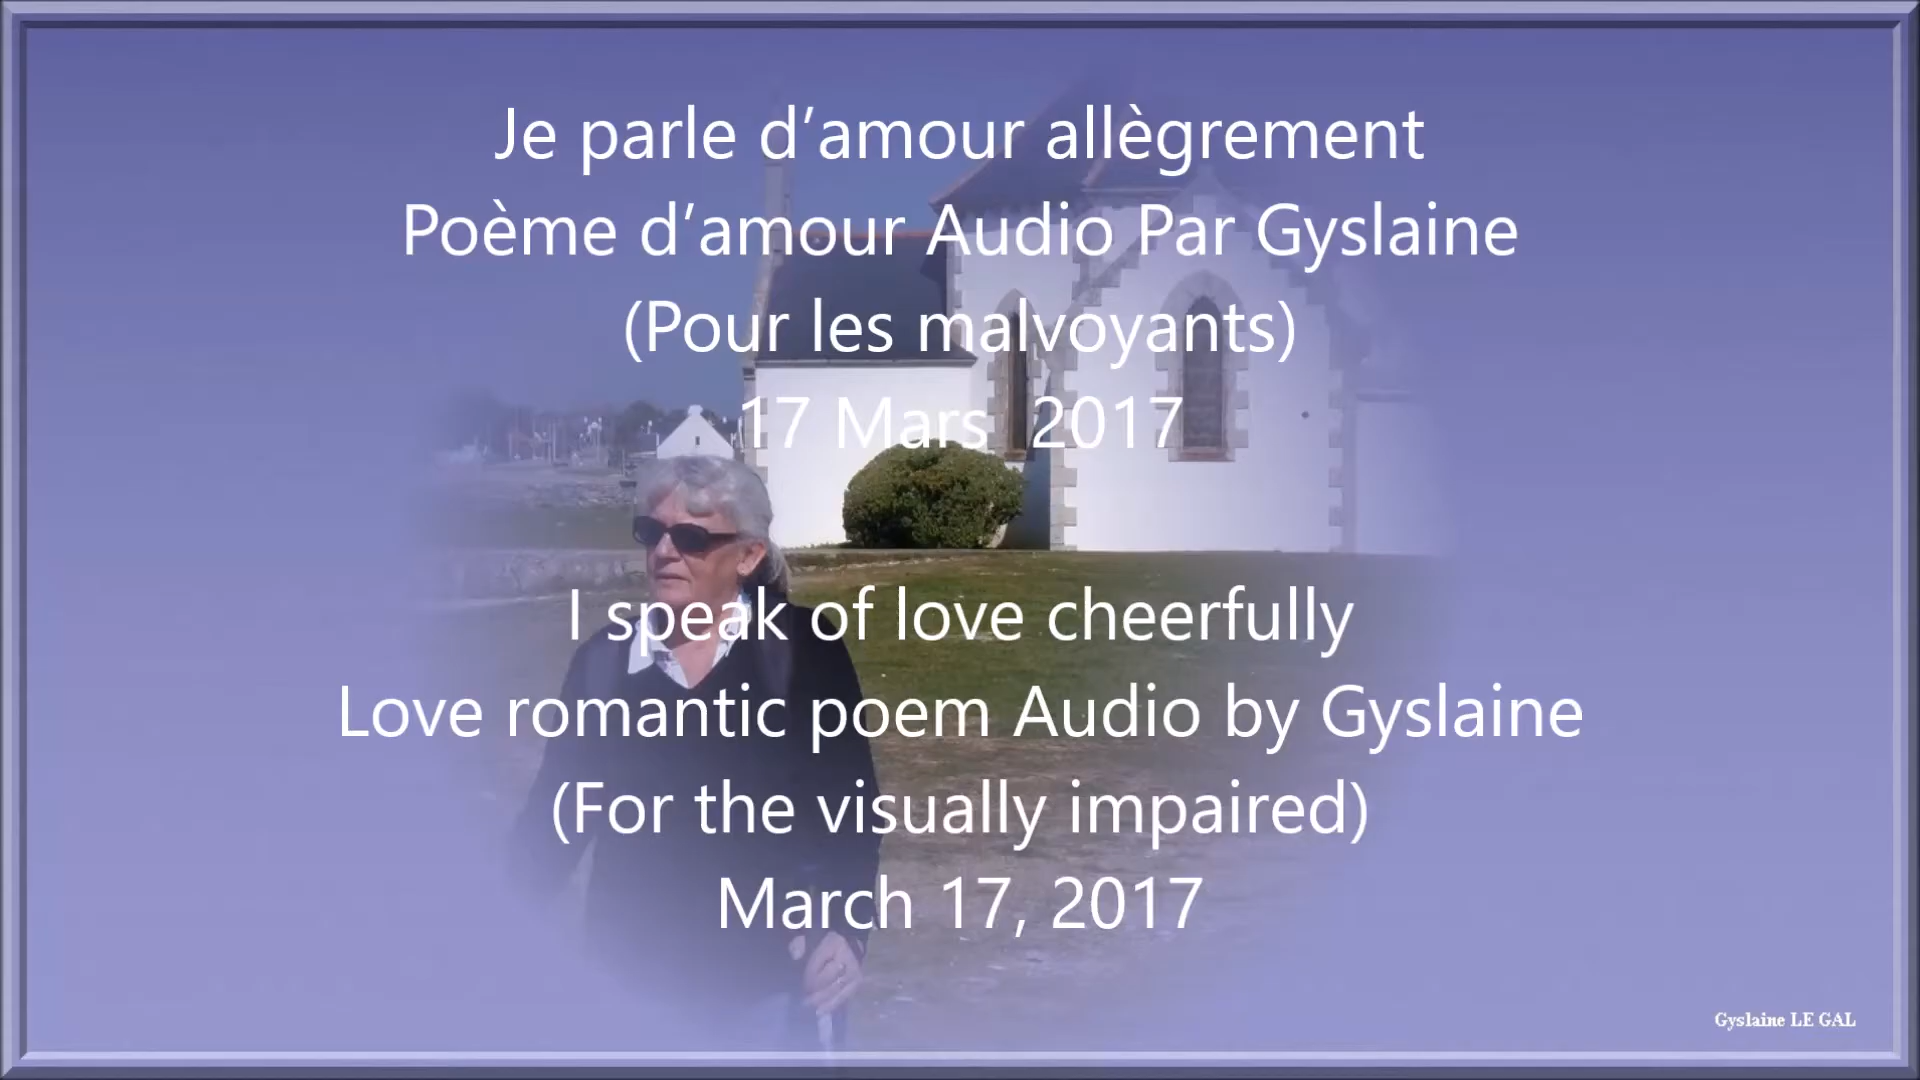 Je parle d’amour allègrement
Poème d’amour Audio Par Gyslaine
(Pour les malvoyants)
17 Mars 2017
I speak of love cheerfully
Love romantic poem Audio by Gyslaine
(For the visually impaired)
March 17, 2017
Gyslaine LE GAL